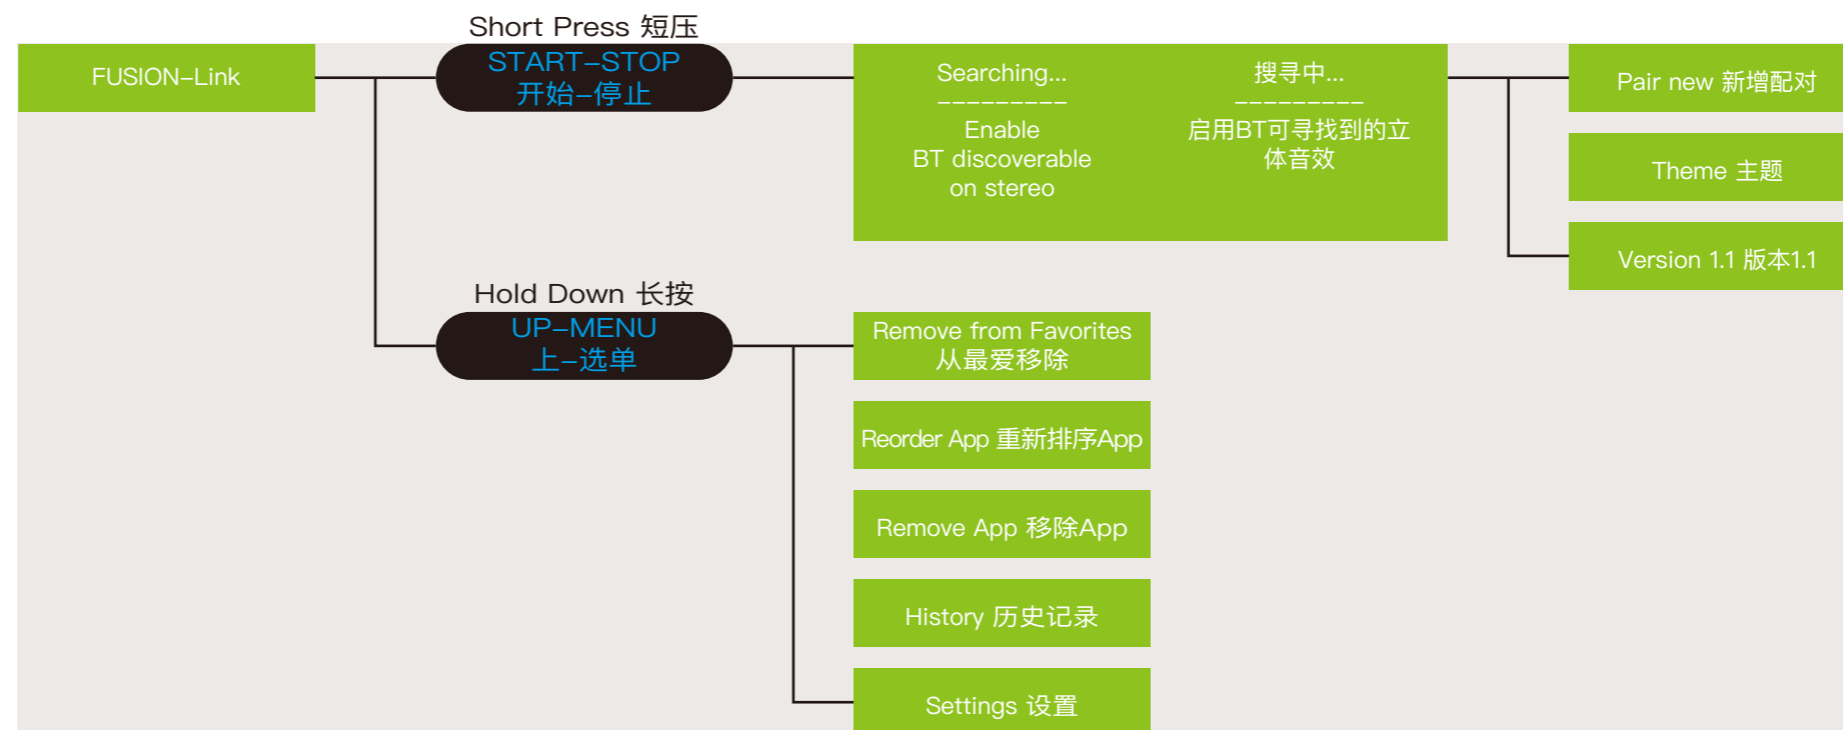 Short Press 短压
FUSION-Link
START-STOP
开始-停止
Searching...
---------
Enable
BT discoverable
on stereo
搜寻中...
---------
启用BT可寻找到的立
体音效
Pair new 新增配对
Theme 主题
Version 1.1 版本1.1
Hold Down 长按
UP-MENU
上-选单
Remove from Favorites
从最爱移除
Reorder App 重新排序App
Remove App 移除App
History 历史记录
Settings 设置